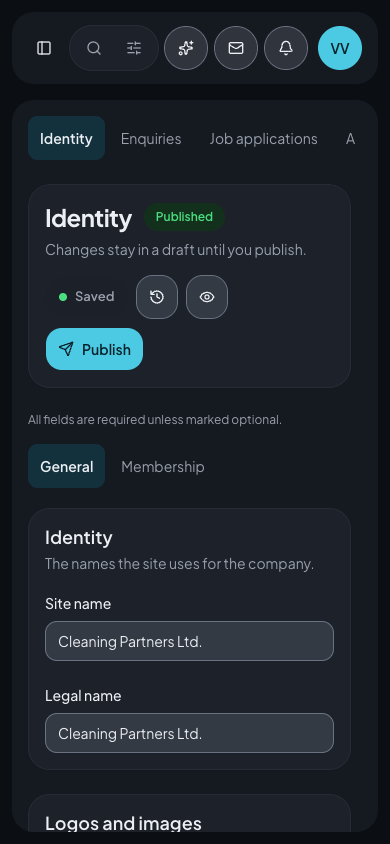 VV
Identity Enquiries Job applications A
Identity Published
Changes stay in a draft until you publish.
Saved
Publish
All fields are required unless marked optional.
General Membership
Identity
The names the site uses for the company.
Site name
Cleaning Partners Ltd.
Legal name
Cleaning Partners Ltd.
Logos and images